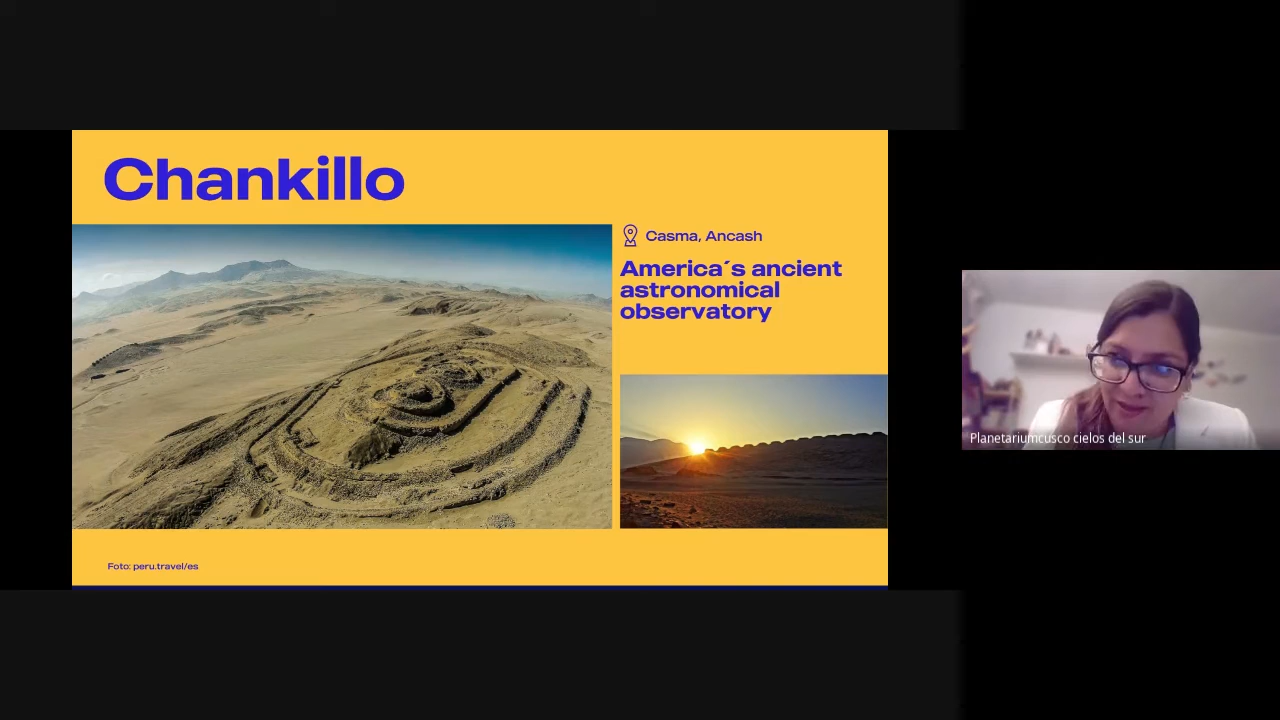 Chankillo
Casma, Ancash
America´s ancient
astronomical
observatory
Foto: peru.travel/es
Planetariumcusco cielos del sur